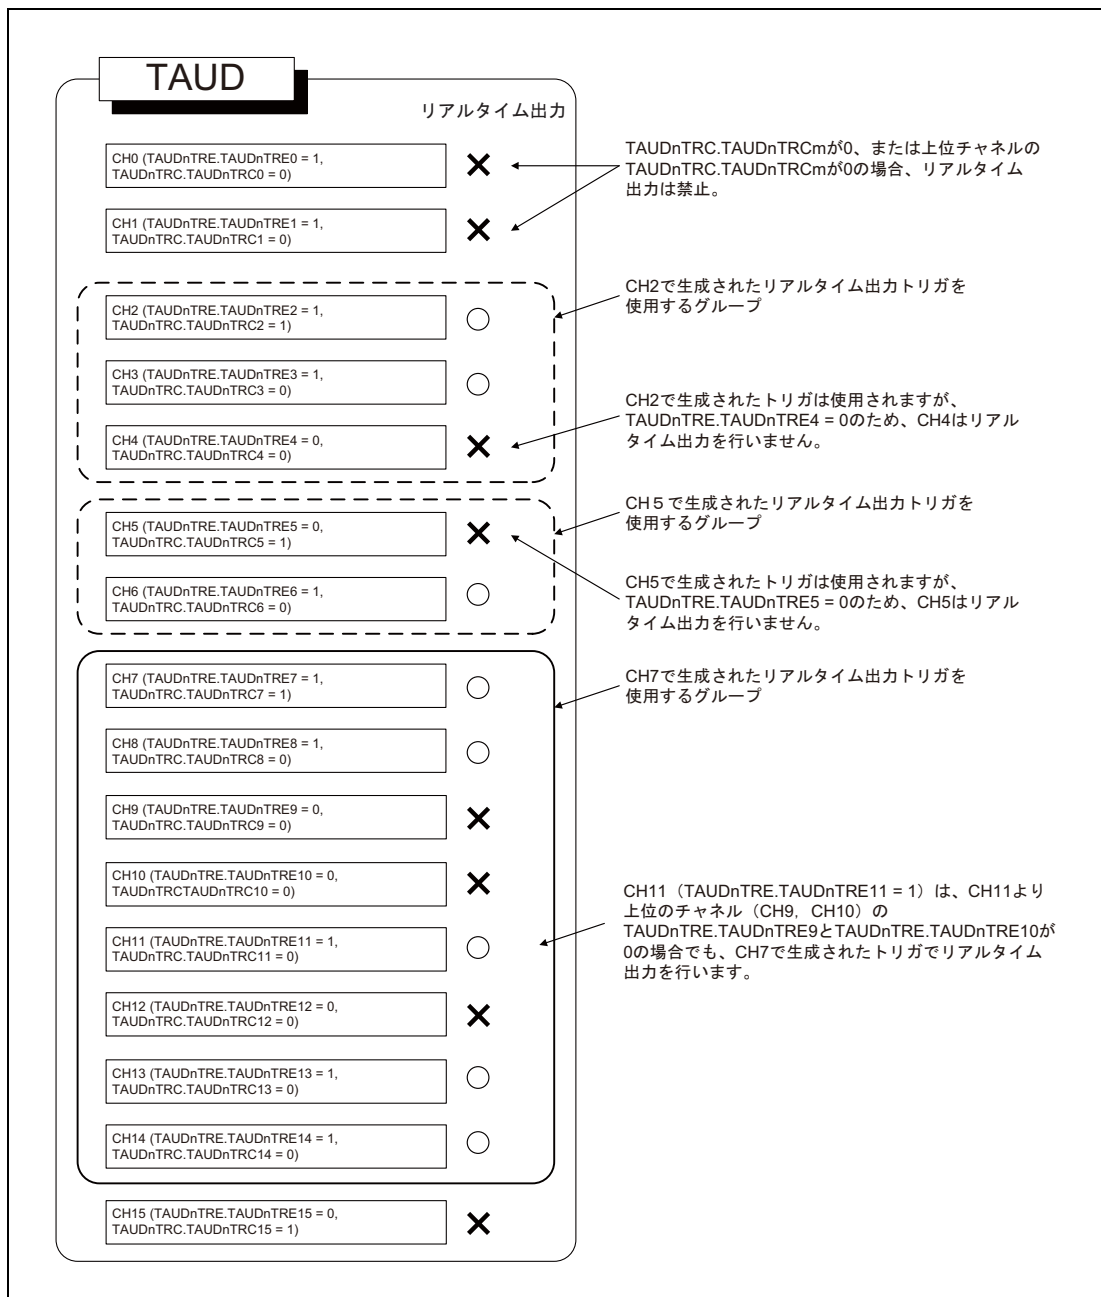 TAUD
リアルタイム出力
CH0 (TAUDnTRE.TAUDnTRE0 = 1,
TAUDnTRC.TAUDnTRC0 = 0)
TAUDnTRC.TAUDnTRCmが0、または上位チャネルの
TAUDnTRC.TAUDnTRCmが0の場合、リアルタイム
出力は禁止。
CH1 (TAUDnTRE.TAUDnTRE1 = 1,
TAUDnTRC.TAUDnTRC1 = 0)
CH2で生成されたリアルタイム出力トリガを
使用するグループ
CH2 (TAUDnTRE.TAUDnTRE2 = 1,
TAUDnTRC.TAUDnTRC2 = 1)
CH3 (TAUDnTRE.TAUDnTRE3 = 1,
TAUDnTRC.TAUDnTRC3 = 0)
CH2で生成されたトリガは使用されますが、
TAUDnTRE.TAUDnTRE4 = 0のため、CH4はリアル
タイム出力を行いません。
CH4 (TAUDnTRE.TAUDnTRE4 = 0,
TAUDnTRC.TAUDnTRC4 = 0)
CH５で生成されたリアルタイム出力トリガを
使用するグループ
CH5 (TAUDnTRE.TAUDnTRE5 = 0,
TAUDnTRC.TAUDnTRC5 = 1)
CH5で生成されたトリガは使用されますが、
TAUDnTRE.TAUDnTRE5 = 0のため、CH5はリアル
タイム出力を行いません。
CH6 (TAUDnTRE.TAUDnTRE6 = 1,
TAUDnTRC.TAUDnTRC6 = 0)
CH7で生成されたリアルタイム出力トリガを
使用するグループ
CH7 (TAUDnTRE.TAUDnTRE7 = 1,
TAUDnTRC.TAUDnTRC7 = 1)
CH8 (TAUDnTRE.TAUDnTRE8 = 1,
TAUDnTRC.TAUDnTRC8 = 0)
CH9 (TAUDnTRE.TAUDnTRE9 = 0,
TAUDnTRC.TAUDnTRC9 = 0)
CH10 (TAUDnTRE.TAUDnTRE10 = 0,
TAUDnTRCTAUDnTRC10 = 0)
CH11（TAUDnTRE.TAUDnTRE11 = 1）は、CH11より
上位のチャネル（CH9，CH10）の
TAUDnTRE.TAUDnTRE9とTAUDnTRE.TAUDnTRE10が
0の場合でも、CH7で生成されたトリガでリアルタイム
出力を行います。
CH11 (TAUDnTRE.TAUDnTRE11 = 1,
TAUDnTRC.TAUDnTRC11 = 0)
CH12 (TAUDnTRE.TAUDnTRE12 = 0,
TAUDnTRC.TAUDnTRC12 = 0)
CH13 (TAUDnTRE.TAUDnTRE13 = 1,
TAUDnTRC.TAUDnTRC13 = 0)
CH14 (TAUDnTRE.TAUDnTRE14 = 1,
TAUDnTRC.TAUDnTRC14 = 0)
CH15 (TAUDnTRE.TAUDnTRE15 = 0,
TAUDnTRC.TAUDnTRC15 = 1)